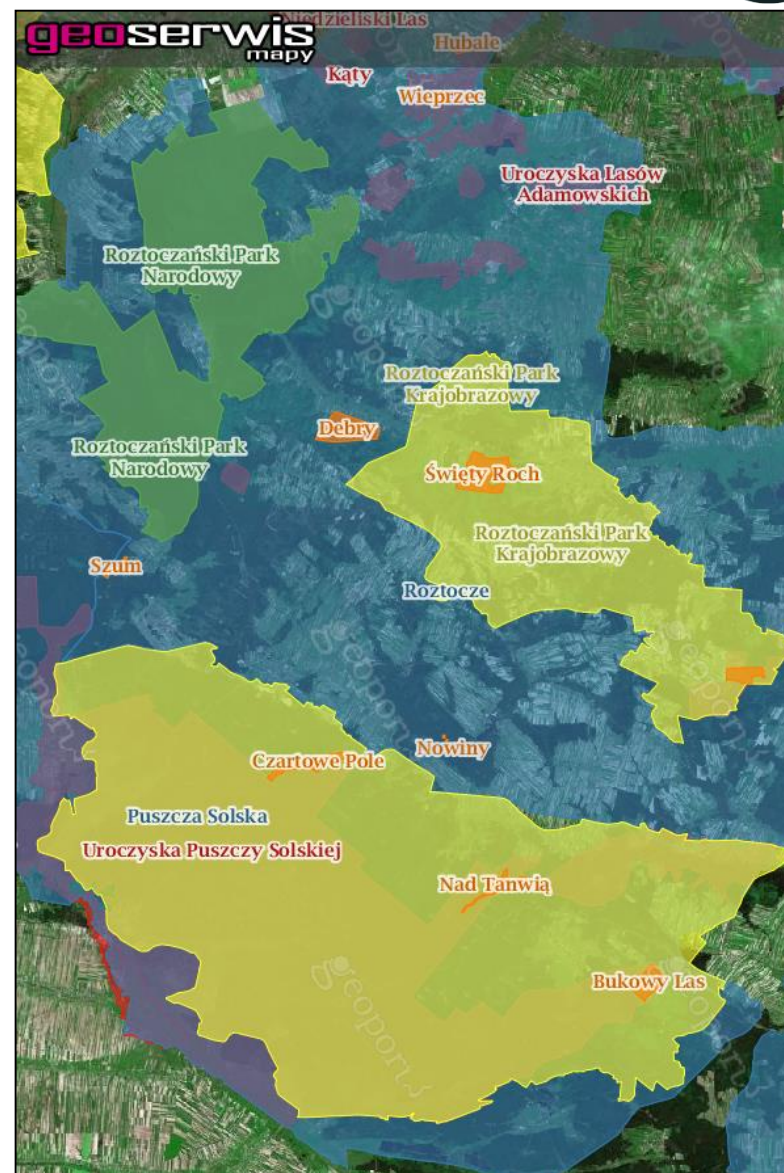 geoserwis
mapy
Niedzieliski Las
Hubale
Kąty
Wieprzec
Uroczyska Lasów
Adamowskich
Roztoczański Park
Narodowy
Roztoczański Park
Krajobrazowy
Debry
Roztoczański Park
Narodowy
Święty Roch
Roztoczański Park
Krajobrazowy
Szum
Roztocze
Nowiny
Czartowe Pole
Puszcza Solska
Uroczyska Puszczy Solskiej
Nad Tanwią
Bukowy Las